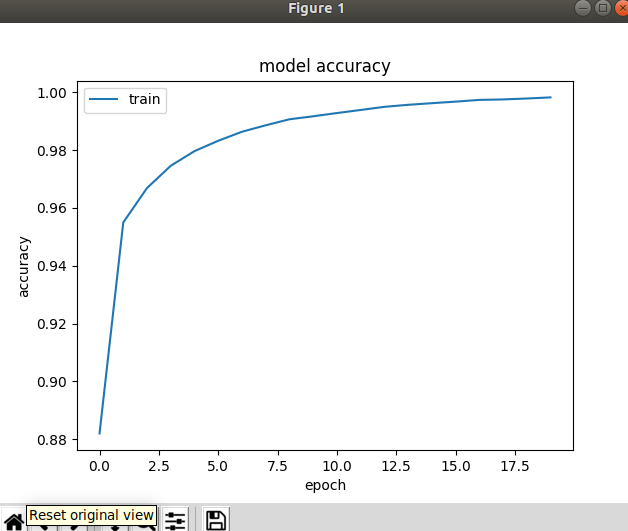 Figure 1
model accuracy
train
1.00
0.98
0.96
0.94
0.92
0.90
0.88
accuracy
0.0 2.5 5.0 7.5 10.0 12.5 15.0 17.5
epoch
Reset original view